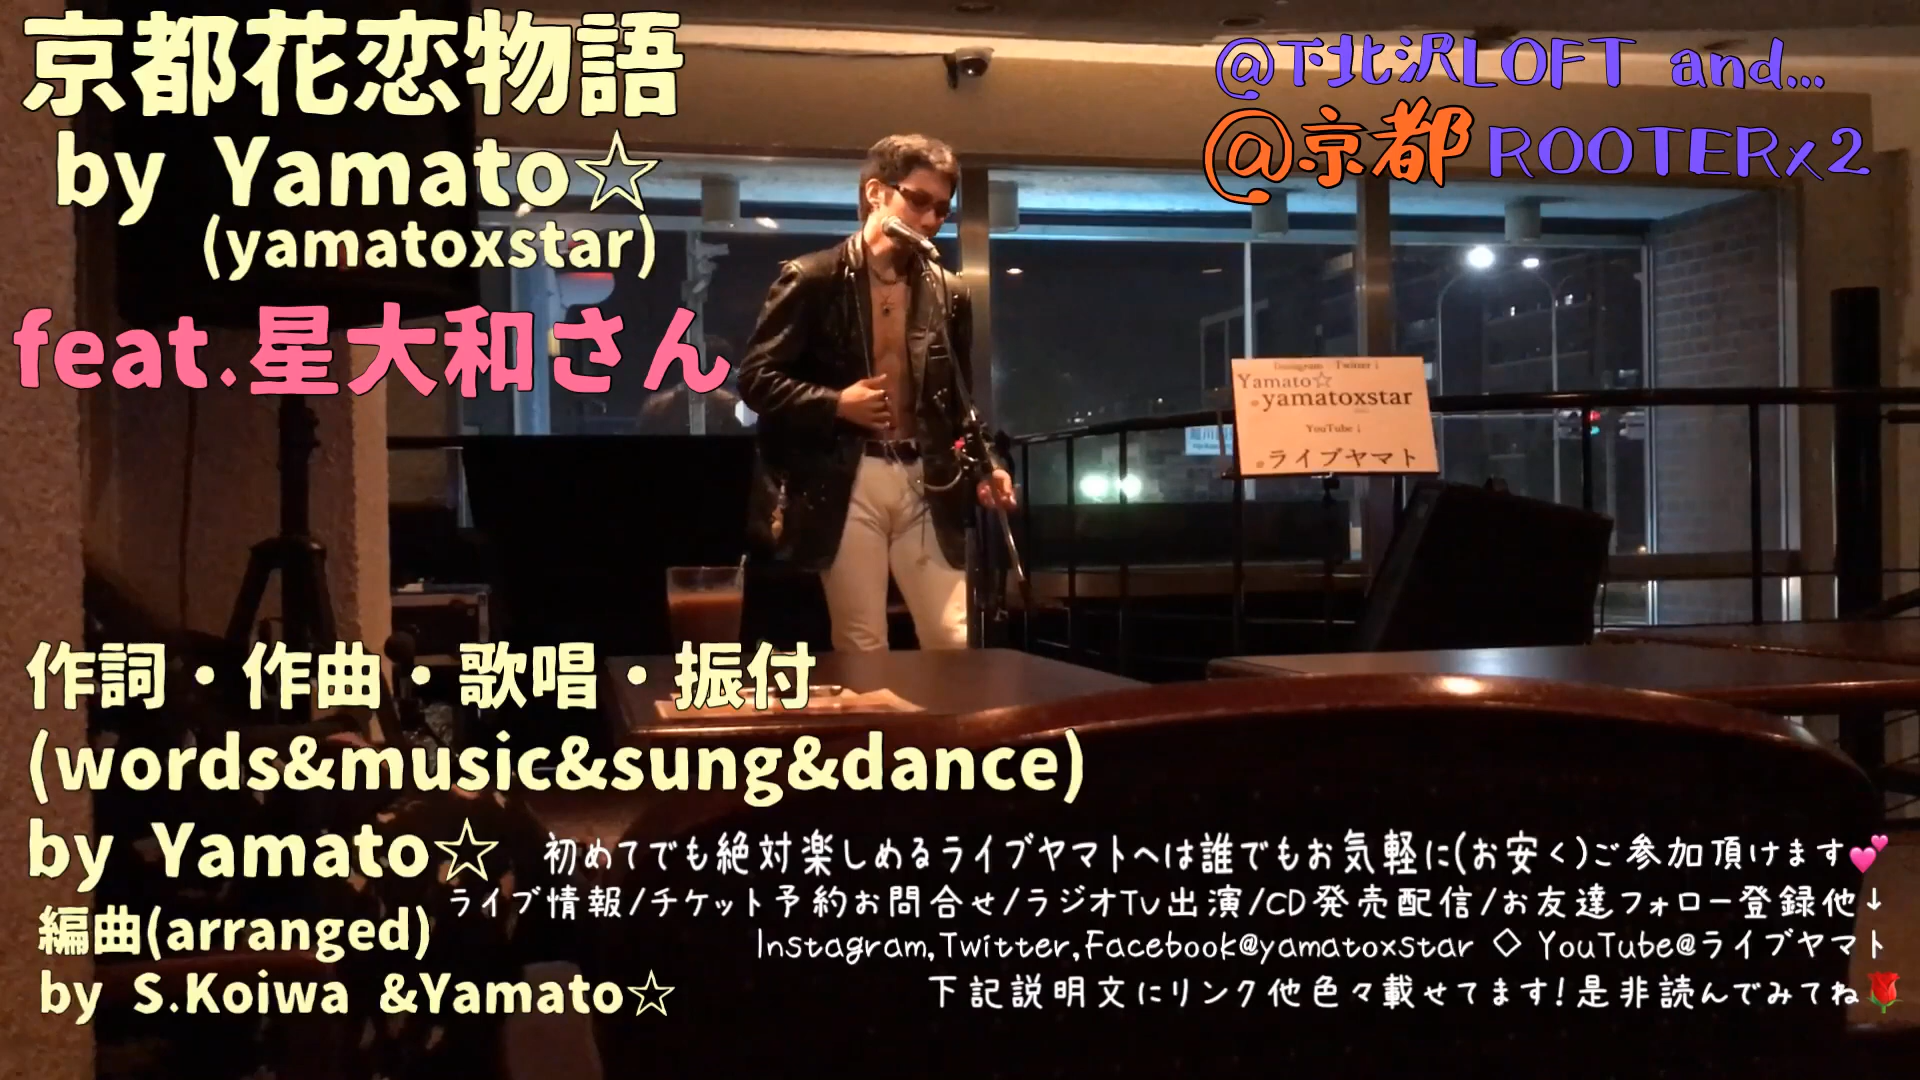 京都花恋物語
by Yamato☆
(yamatoxstar)
feat.星大和さん
@下北沢LOFT and...
@京都ROOTERx2
Instagram Twitter↓
Yamato☆
@yamatoxstar
YouTube↓
@ライブヤマト
作詞・作曲・歌唱・振付
(words&music&sung&dance)
by Yamato☆
編曲(arranged)
by S.Koiwa &Yamato☆
初めてでも絶対楽しめるライブヤマトへは誰でもお気軽に(お安く)ご参加頂けます💕
ライブ情報/チケット予約お問合せ/ラジオTV出演/CD発売配信/お友達フォロー登録他↓
Instagram,Twitter,Facebook@yamatoxstar ◇ YouTube@ライブヤマト
下記説明文にリンク他色々載せてます!是非読んでみてね🌹